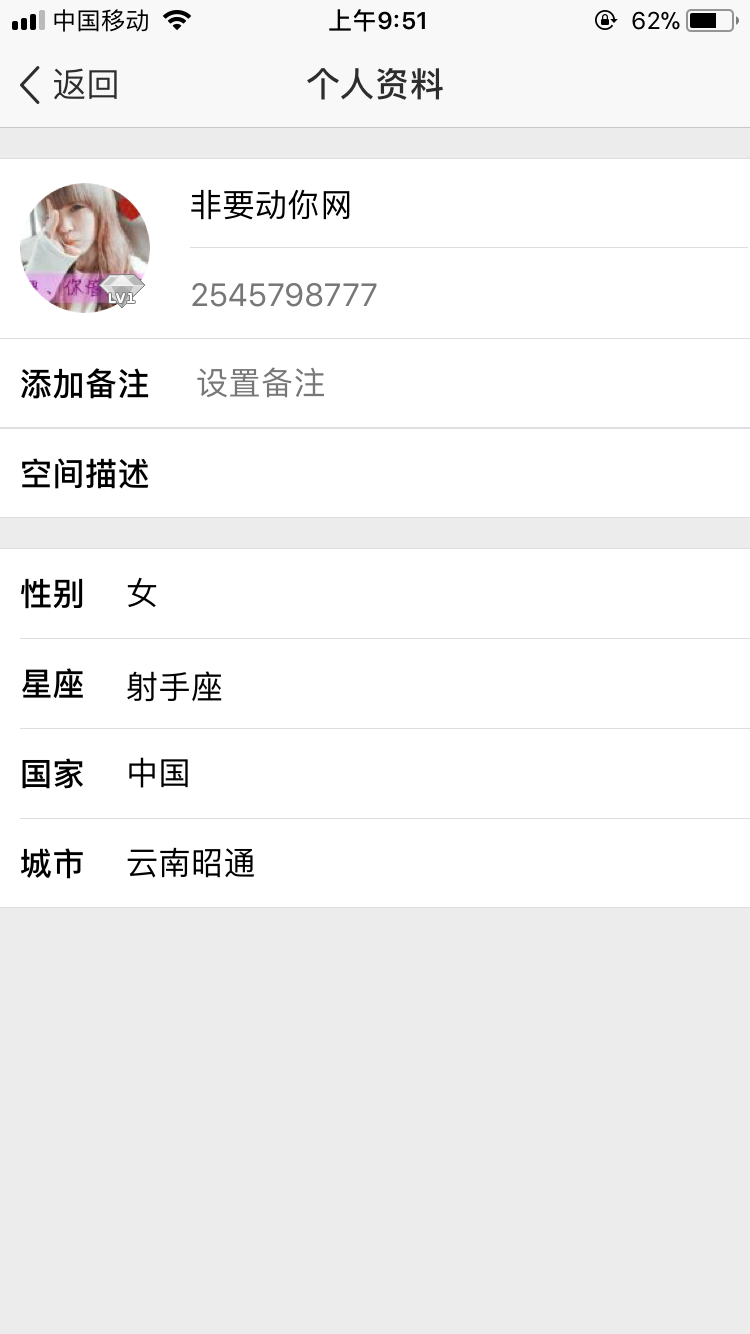 中国移动 上午9:51 62%
返回 个人资料
非要动你网
LV1
2545798777
添加备注 设置备注
空间描述
性别 女
星座 射手座
国家 中国
城市 云南昭通